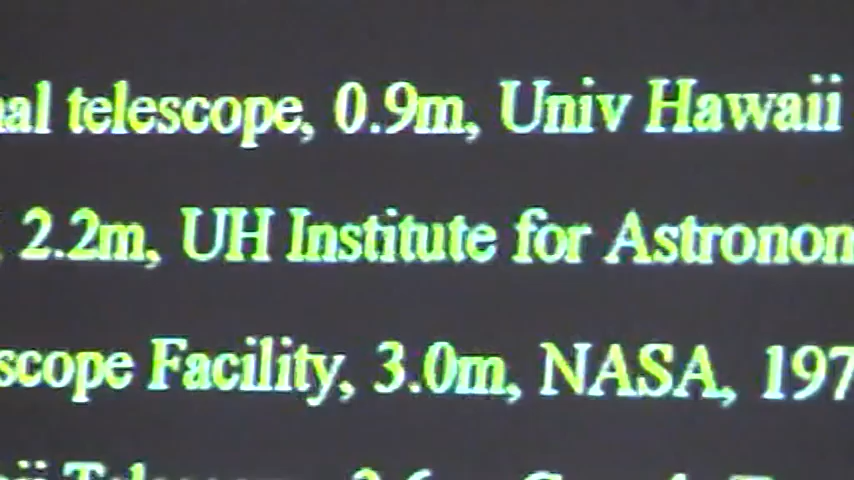 al telescope, 0.9m, Univ Hawaii
2.2m, UH Institute for Astronon
scope Facility, 3.0m, NASA, 197